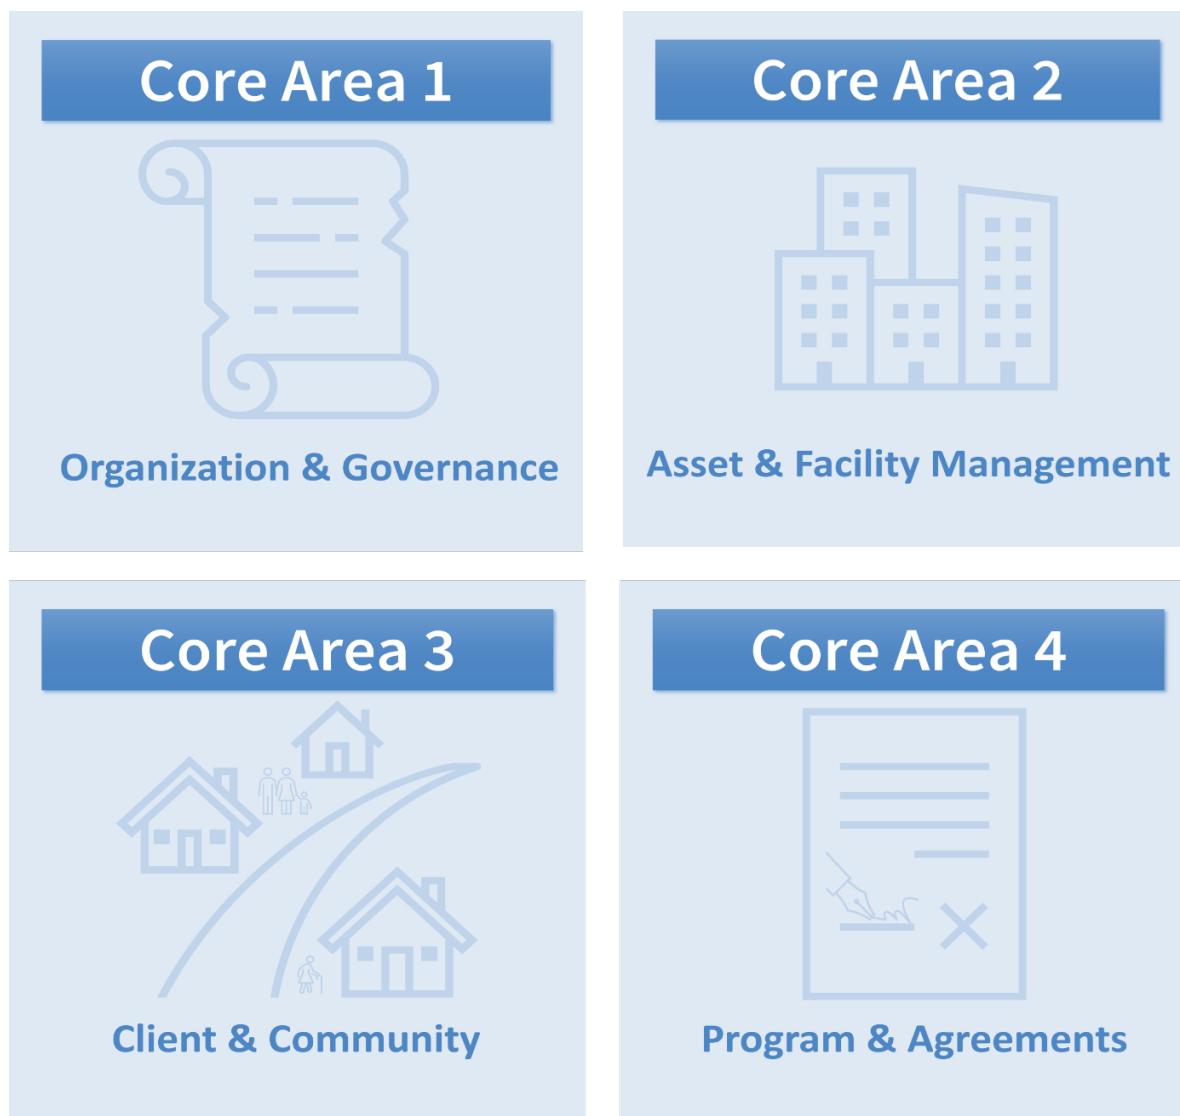 Core Area 1
Organization & Governance
Core Area 2
Asset & Facility Management
Core Area 3
Client & Community
Core Area 4
Program & Agreements